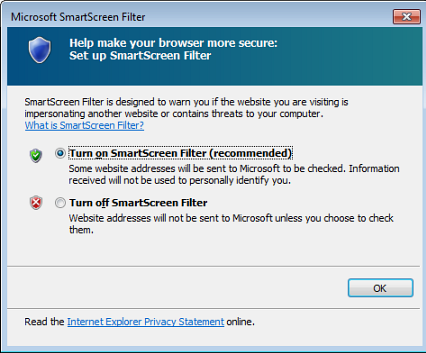 Microsoft SmartScreen Filter
Help make your browser more secure:
Set up SmartScreen Filter
SmartScreen Filter is designed to warn you if the website you are visiting is
impersonating another website or contains threats to your computer.
What is SmartScreen Filter?
Turn on SmartScreen Filter (recommended)
Some website addresses will be sent to Microsoft to be checked. Information
received will not be used to personally identify you.
Turn off SmartScreen Filter
Website addresses will not be sent to Microsoft unless you choose to check
them.
OK
Read the Internet Explorer Privacy Statement online.